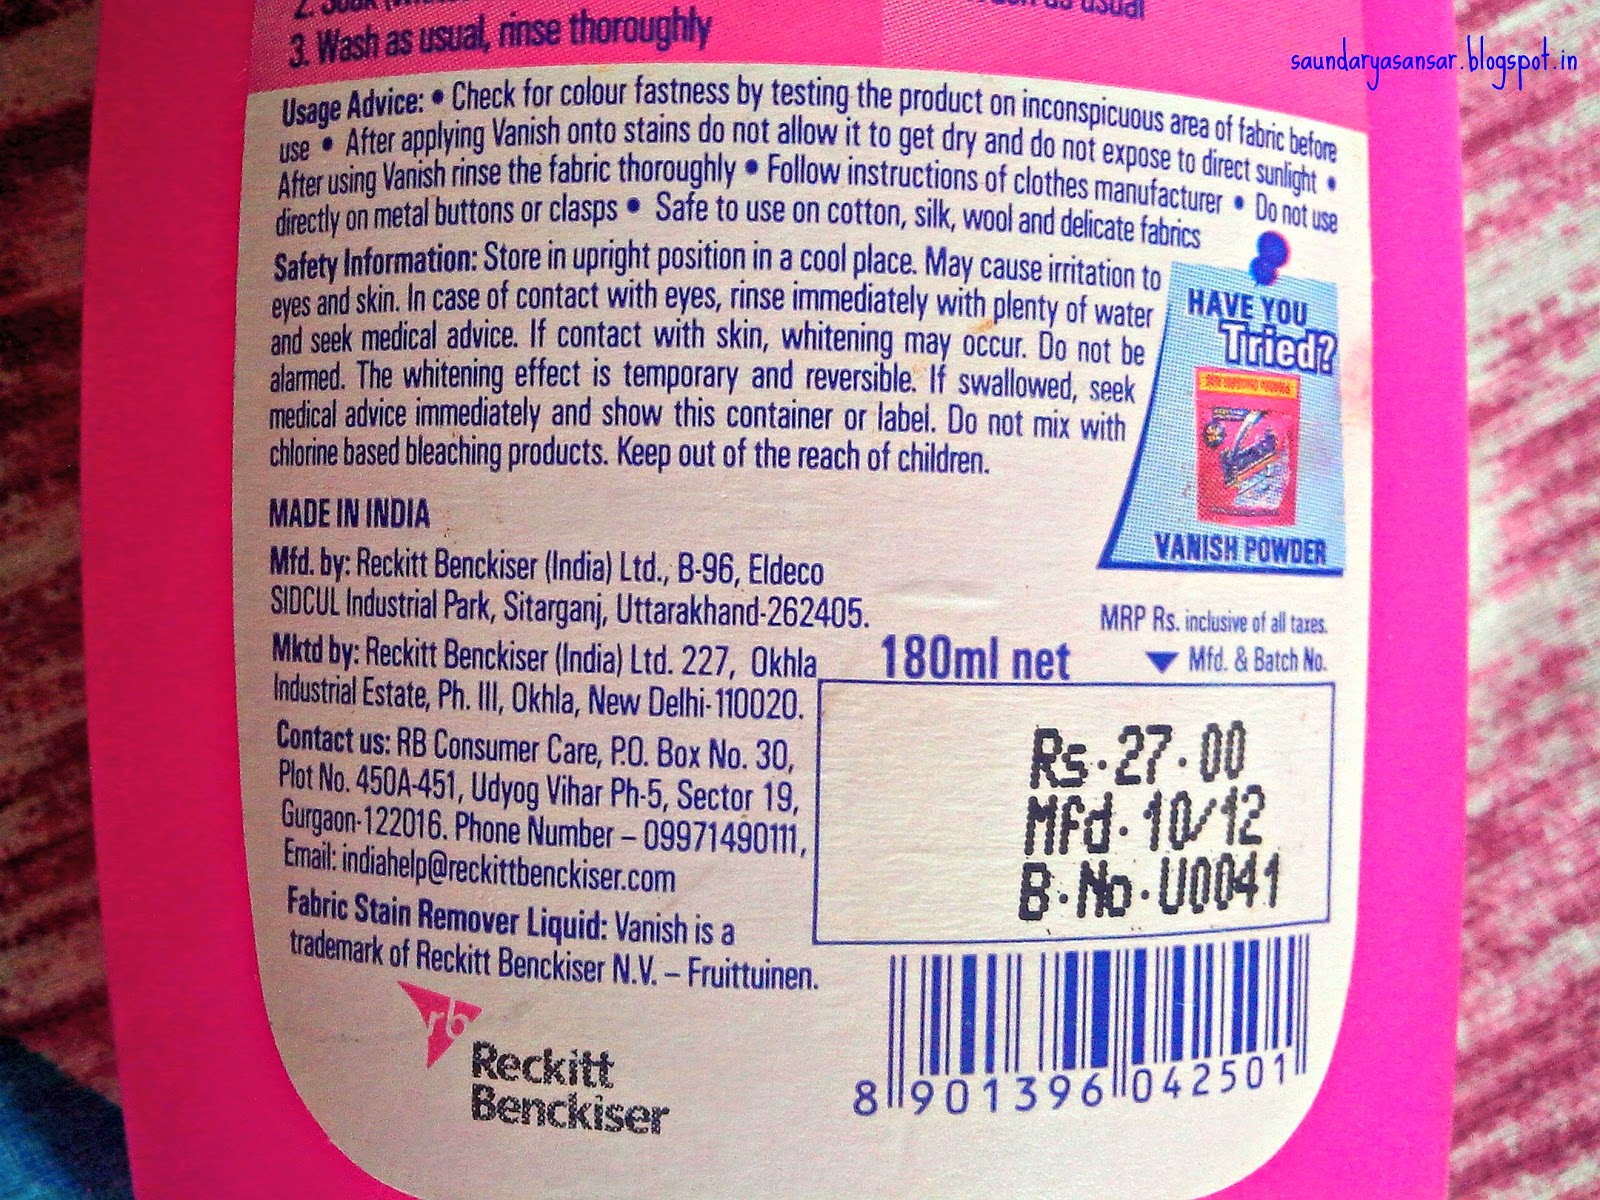 3. Wash as usual, rinse thoroughly
as usual
saundaryasansar.blogspot.in
Usage Advice: • Check for colour fastness by testing the product on inconspicuous area of fabric before
use • After applying Vanish onto stains do not allow it to get dry and do not expose to direct sunlight •
After using Vanish rinse the fabric thoroughly • Follow instructions of clothes manufacturer • Do not use
directly on metal buttons or clasps • Safe to use on cotton, silk, wool and delicate fabrics
Safety Information: Store in upright position in a cool place. May cause irritation to
eyes and skin. In case of contact with eyes, rinse immediately with plenty of water
and seek medical advice. If contact with skin, whitening may occur. Do not be
alarmed. The whitening effect is temporary and reversible. If swallowed, seek
medical advice immediately and show this container or label. Do not mix with
chlorine based bleaching products. Keep out of the reach of children.
HAVE YOU
Tried?
Vanish
VANISH POWDER
MADE IN INDIA
Mfd. by: Reckitt Benckiser (India) Ltd., B-96, Eldeco
SIDCUL Industrial Park, Sitarganj, Uttarakhand-262405.
Mktd by: Reckitt Benckiser (India) Ltd. 227, Okhla
Industrial Estate, Ph. III, Okhla, New Delhi-110020.
Contact us: RB Consumer Care, P.O. Box No. 30,
Plot No. 450A-451, Udyog Vihar Ph-5, Sector 19,
Gurgaon-122016. Phone Number – 09971490111,
Email: indiahelp@reckittbenckiser.com
Fabric Stain Remover Liquid: Vanish is a
trademark of Reckitt Benckiser N.V. – Fruittuinen.
180ml net
MRP Rs. inclusive of all taxes.
▼ Mfd. & Batch No.
Rs.27.00
Mfd.10/12
B.No.U0041
rb
Reckitt
Benckiser
8 901396 042501